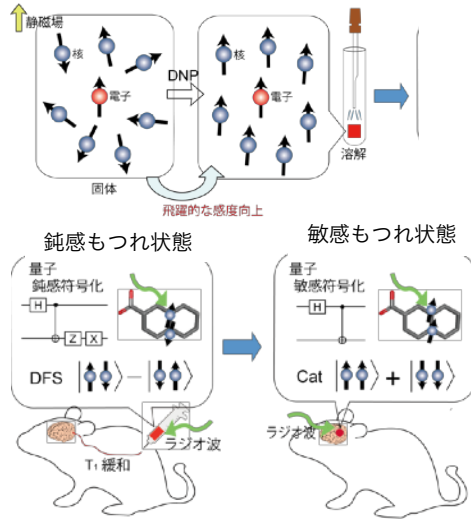 静磁場
核
電子
固体
DNP
核
電子
溶解
飛躍的な感度向上
鈍感もつれ状態
量子
鈍感符号化
H
Z
X
DFS
T₁ 緩和
ラジオ波
敏感もつれ状態
量子
敏感符号化
H
Cat
+
ラジオ波